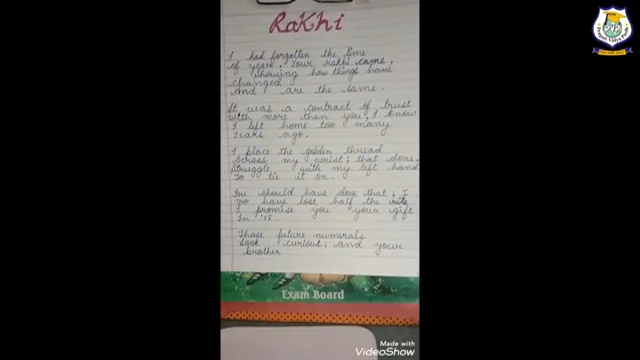 Rakhi
I had forgotten the time
of year. Your rakhi came,
Showing how things have
changed
And are the same.
It was a contract of trust
with more than you, I know
I left home too many
Years ago.
I place the golden thread
across my wrist; that done,
struggle with my left hand
To tie it on.
You should have done that; I
too have lost half the rite,
I promise you your gift
In '98.
Those future numerals
Look curious; and your
brother
Exam Board
Made with
VideoShow
PVP